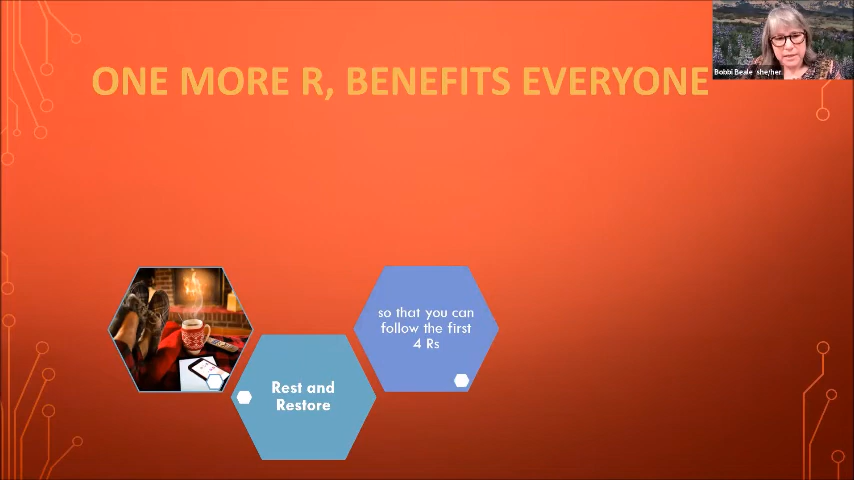 ONE MORE R, BENEFITS EVERYONE
Bobbi Beale she/her
so that you can
follow the first
4 Rs
Rest and
Restore